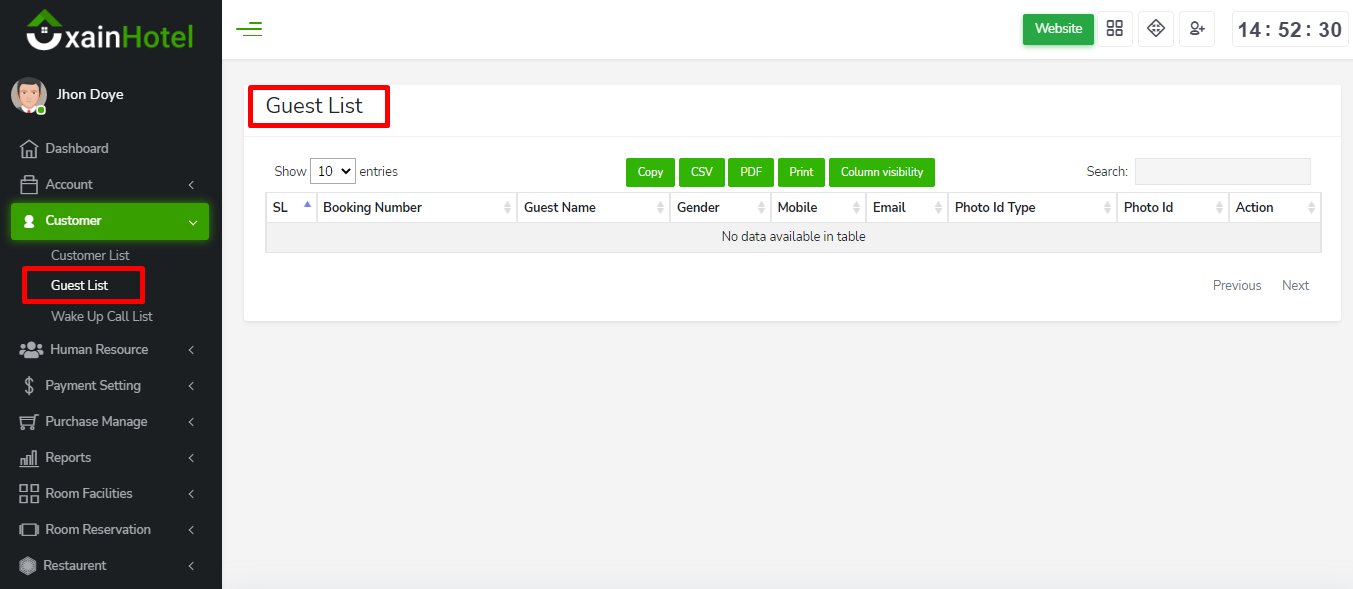 xainHotel
Jhon Doye
Dashboard
Account
Customer
Customer List
Guest List
Wake Up Call List
Human Resource
Payment Setting
Purchase Manage
Reports
Room Facilities
Room Reservation
Restaurent
Website
14 : 52 : 30
Guest List
Show 10 entries
Copy CSV PDF Print Column visibility
Search:
SL Booking Number Guest Name Gender Mobile Email Photo Id Type Photo Id Action
No data available in table
Previous Next